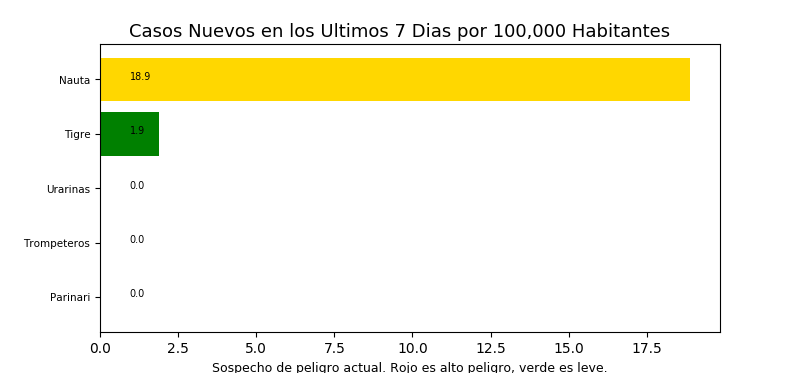 Casos Nuevos en los Ultimos 7 Dias por 100,000 Habitantes
Nauta 18.9
Tigre 1.9
Urarinas 0.0
Trompeteros 0.0
Parinari 0.0
0.0 2.5 5.0 7.5 10.0 12.5 15.0 17.5
Sospecho de peligro actual. Rojo es alto peligro, verde es leve.